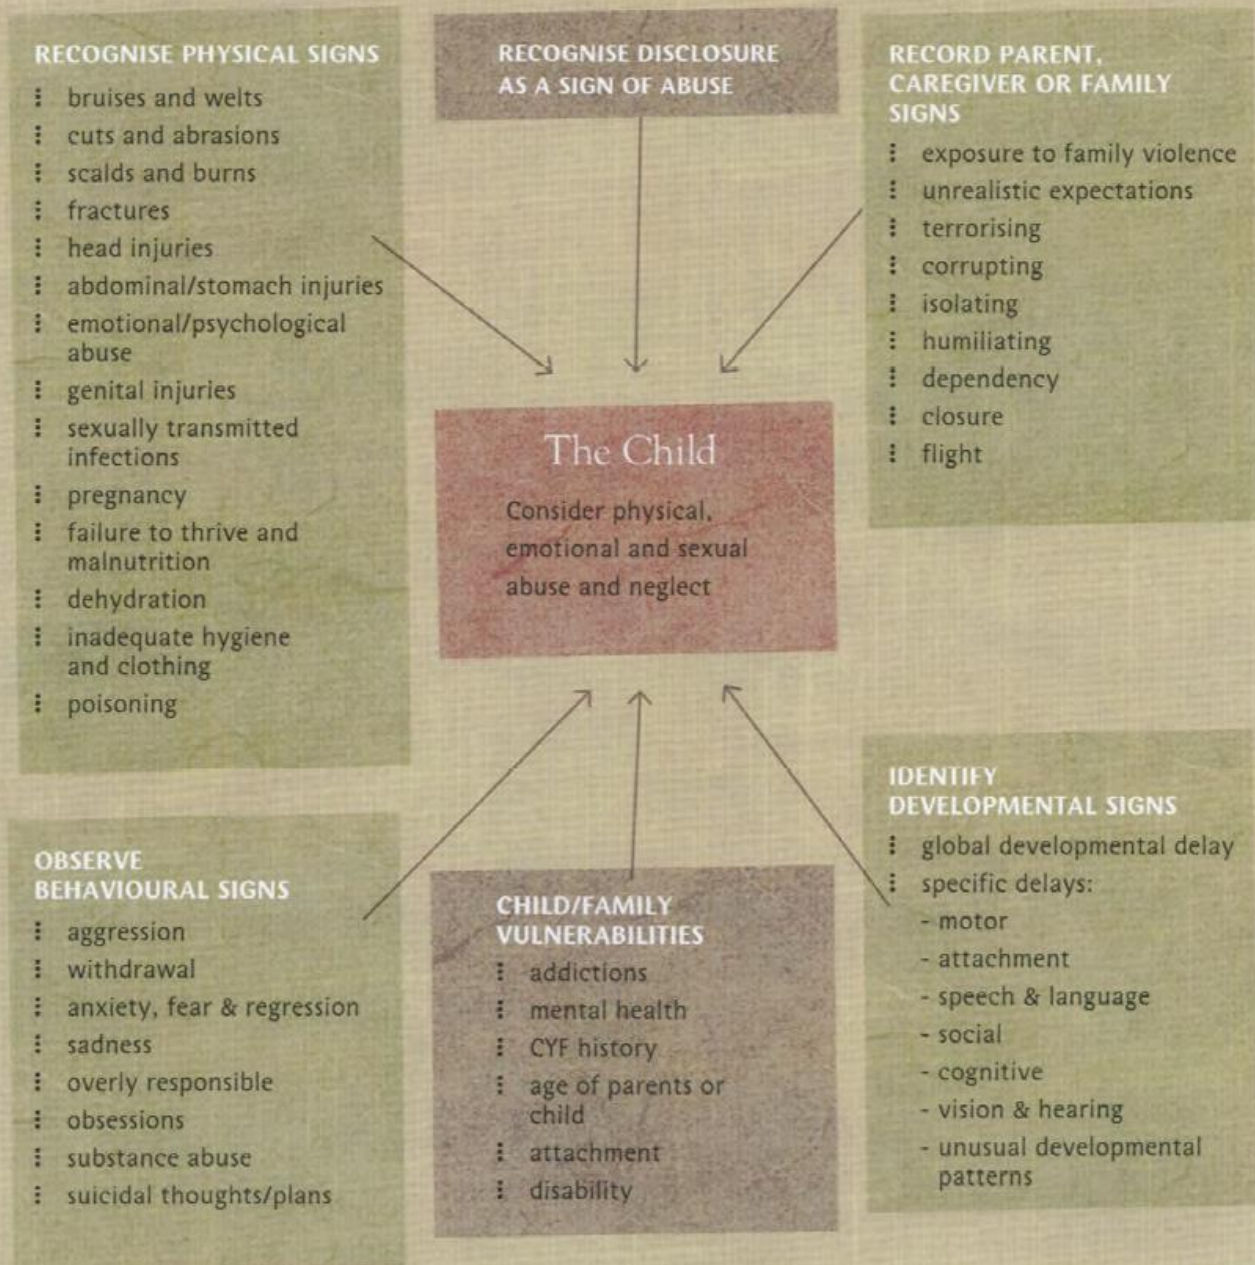 RECOGNISE PHYSICAL SIGNS
bruises and welts
cuts and abrasions
scalds and burns
fractures
head injuries
abdominal/stomach injuries
emotional/psychological
abuse
genital injuries
sexually transmitted
infections
pregnancy
failure to thrive and
malnutrition
dehydration
inadequate hygiene
and clothing
poisoning
RECOGNISE DISCLOSURE
AS A SIGN OF ABUSE
RECORD PARENT,
CAREGIVER OR FAMILY
SIGNS
exposure to family violence
unrealistic expectations
terrorising
corrupting
isolating
humiliating
dependency
closure
flight
The Child
Consider physical,
emotional and sexual
abuse and neglect
OBSERVE
BEHAVIOURAL SIGNS
aggression
withdrawal
anxiety, fear & regression
sadness
overly responsible
obsessions
substance abuse
suicidal thoughts/plans
CHILD/FAMILY
VULNERABILITIES
addictions
mental health
CYF history
age of parents or
child
attachment
disability
IDENTIFY
DEVELOPMENTAL SIGNS
global developmental delay
specific delays:
- motor
- attachment
- speech & language
- social
- cognitive
- vision & hearing
- unusual developmental
patterns